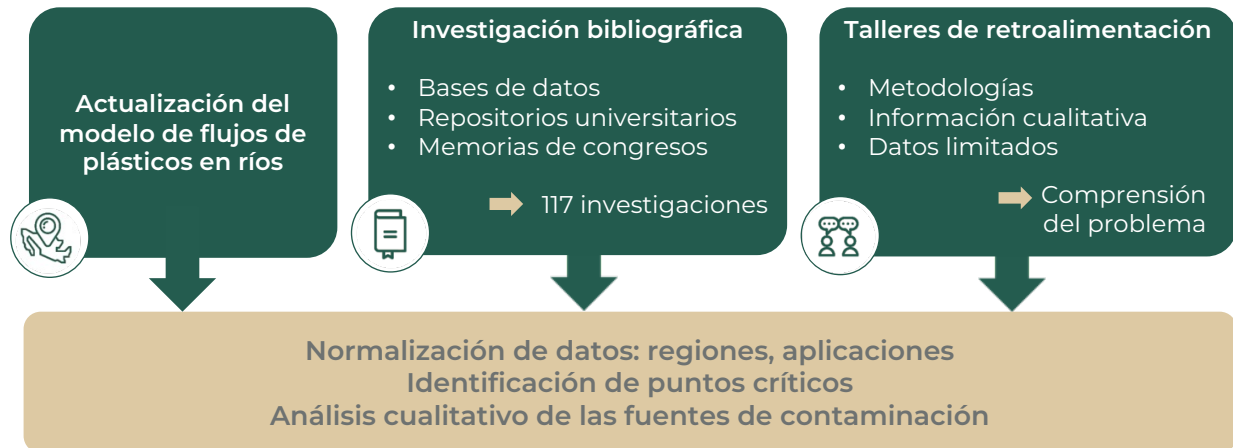 Actualización del
modelo de flujos de
plásticos en ríos
Investigación bibliográfica
• Bases de datos
• Repositorios universitarios
• Memorias de congresos
117 investigaciones
Talleres de retroalimentación
• Metodologías
• Información cualitativa
• Datos limitados
Comprensión
del problema
Normalización de datos: regiones, aplicaciones
Identificación de puntos críticos
Análisis cualitativo de las fuentes de contaminación